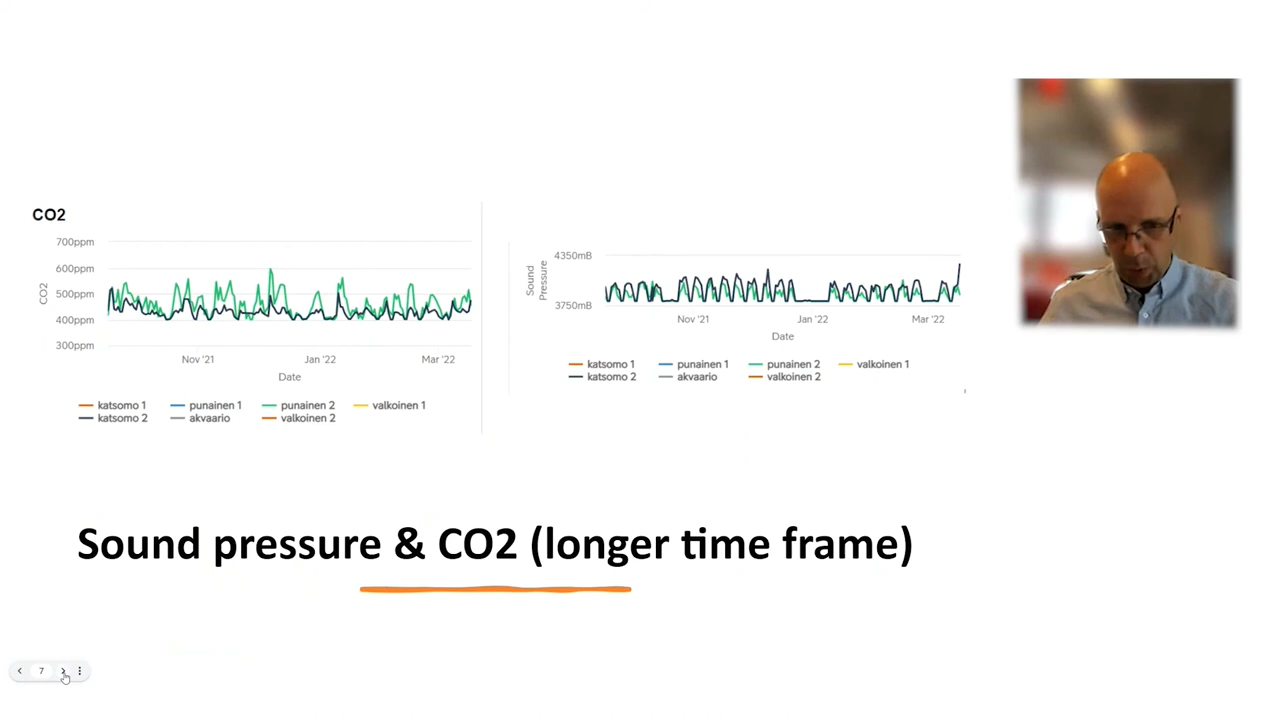 CO2
700ppm
600ppm
500ppm
400ppm
300ppm
CO2
Nov '21 Jan '22 Mar '22
Date
katsomo 1 punainen 1 punainen 2 valkoinen 1
katsomo 2 akvaario valkoinen 2
4350mB
3750mB
Sound
Pressure
Nov '21 Jan '22 Mar '22
Date
katsomo 1 punainen 1 punainen 2 valkoinen 1
katsomo 2 akvaario valkoinen 2
Sound pressure & CO2 (longer time frame)
7